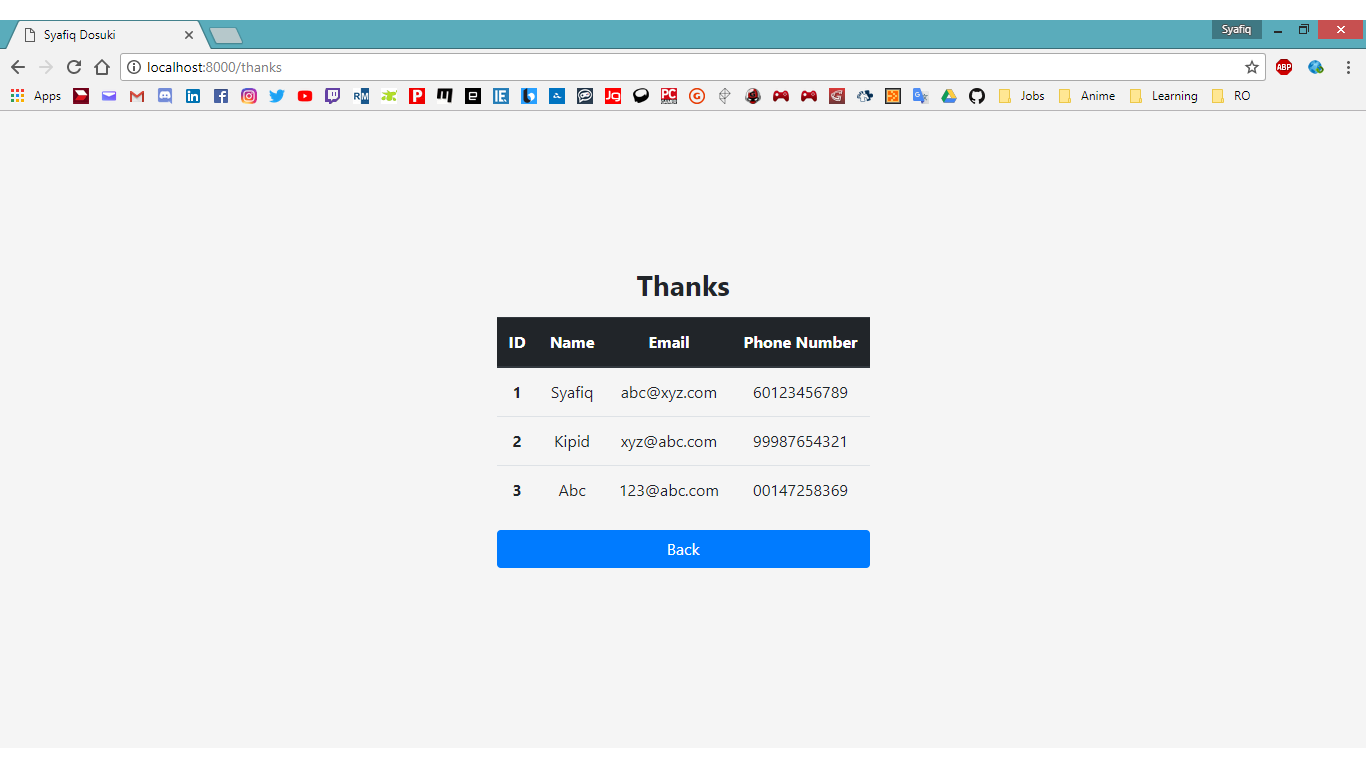 Syafiq Dosuki
Syafiq
localhost:8000/thanks
ABP
Apps
Jobs
Anime
Learning
RO
Thanks
ID Name Email Phone Number
1 Syafiq abc@xyz.com 60123456789
2 Kipid xyz@abc.com 99987654321
3 Abc 123@abc.com 00147258369
Back